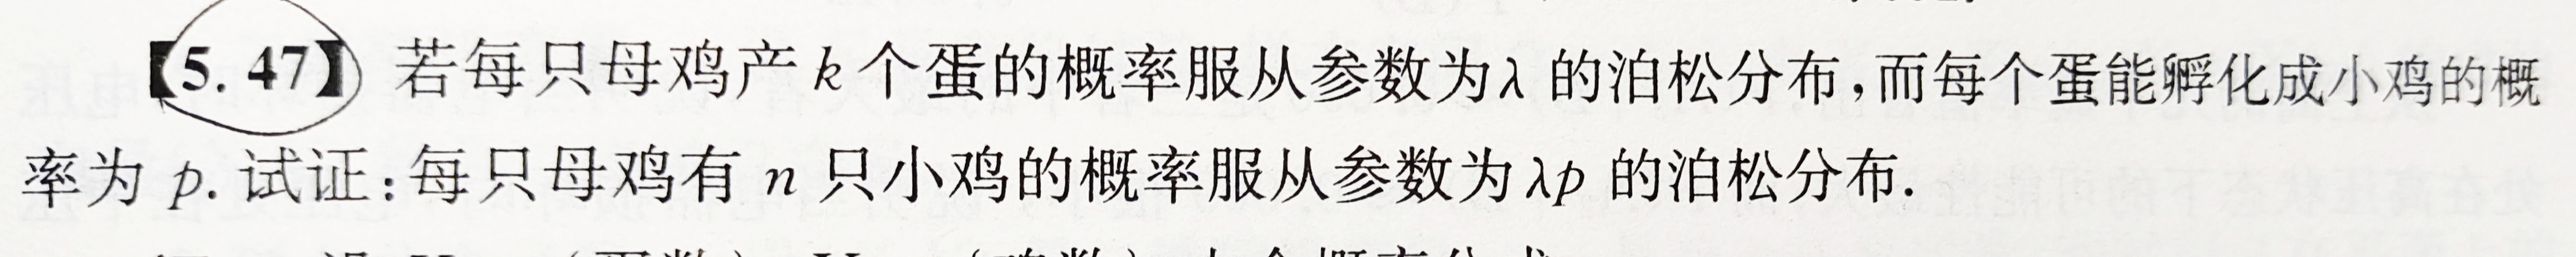 【5.47】 若每只母鸡产 k 个蛋的概率服从参数为λ 的泊松分布,而每个蛋能孵化成小鸡的概
率为 p. 试证:每只母鸡有 n 只小鸡的概率服从参数为λp 的泊松分布.